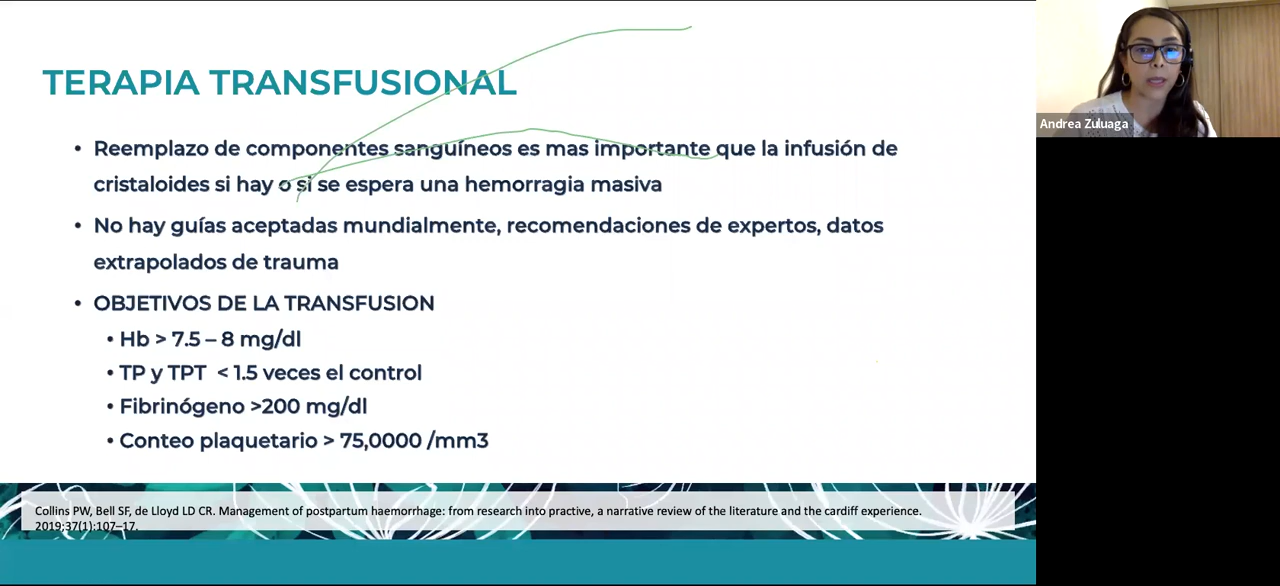 TERAPIA TRANSFUSIONAL
• Reemplazo de componentes sanguíneos es mas importante que la infusión de
cristaloides si hay o si se espera una hemorragia masiva
• No hay guías aceptadas mundialmente, recomendaciones de expertos, datos
extrapolados de trauma
• OBJETIVOS DE LA TRANSFUSION
• Hb > 7.5 – 8 mg/dl
• TP y TPT < 1.5 veces el control
• Fibrinógeno >200 mg/dl
• Conteo plaquetario > 75,0000 /mm3
Collins PW, Bell SF, de Lloyd LD CR. Management of postpartum haemorrhage: from research into practive, a narrative review of the literature and the cardiff experience.
2019;37(1):107–17.
Andrea Zuluaga